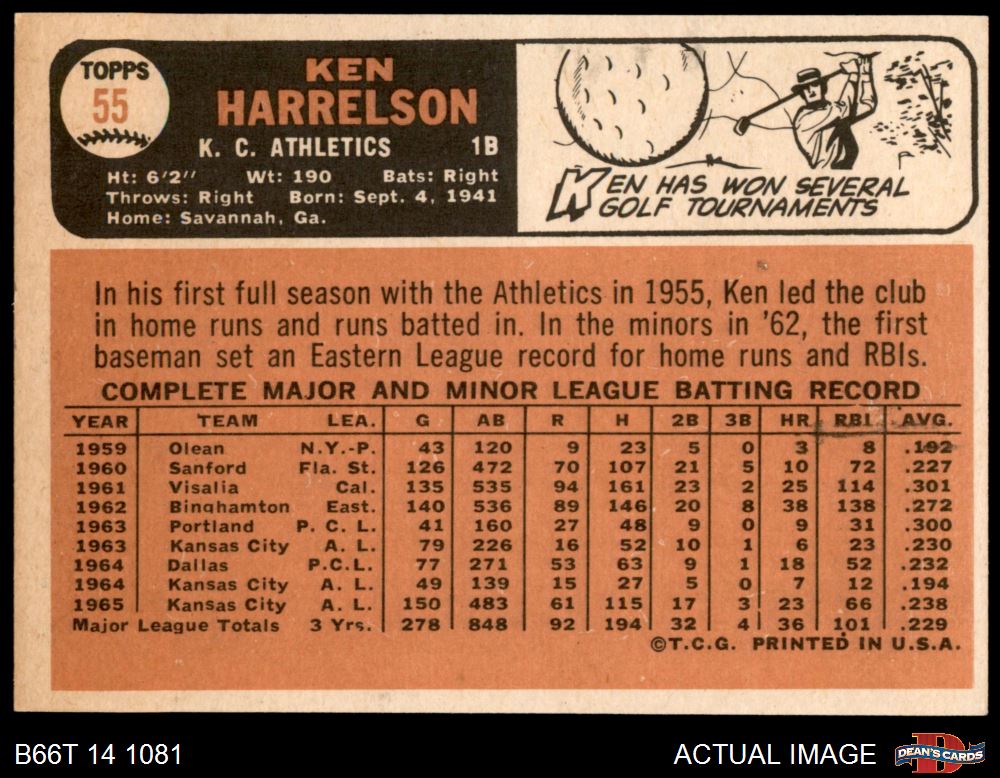 TOPPS
55
KEN
HARRELSON
K. C. ATHLETICS 1B
Ht: 6'2" Wt: 190 Bats: Right
Throws: Right Born: Sept. 4, 1941
Home: Savannah, Ga.
KEN HAS WON SEVERAL
GOLF TOURNAMENTS
In his first full season with the Athletics in 1955, Ken led the club
in home runs and runs batted in. In the minors in '62, the first
baseman set an Eastern League record for home runs and RBIs.
COMPLETE MAJOR AND MINOR LEAGUE BATTING RECORD
YEAR TEAM LEA. G AB R H 2B 3B HR RBI AVG.
1959 Olean N.Y.-P. 43 120 9 23 5 0 3 8 .192
1960 Sanford Fla. St. 126 472 70 107 21 5 10 72 .227
1961 Visalia Cal. 135 535 94 161 23 2 25 114 .301
1962 Binghamton East. 140 536 89 146 20 8 38 138 .272
1963 Portland P. C. L. 41 160 27 48 9 0 9 31 .300
1963 Kansas City A. L. 79 226 16 52 10 1 6 23 .230
1964 Dallas P.C.L. 77 271 53 63 9 1 18 52 .232
1964 Kansas City A. L. 49 139 15 27 5 0 7 12 .194
1965 Kansas City A. L. 150 483 61 115 17 3 23 66 .238
Major League Totals 3 Yrs. 278 848 92 194 32 4 36 101 .229
©T.C.G. PRINTED IN U.S.A.
B66T 14 1081 ACTUAL IMAGE
DEAN'S CARDS